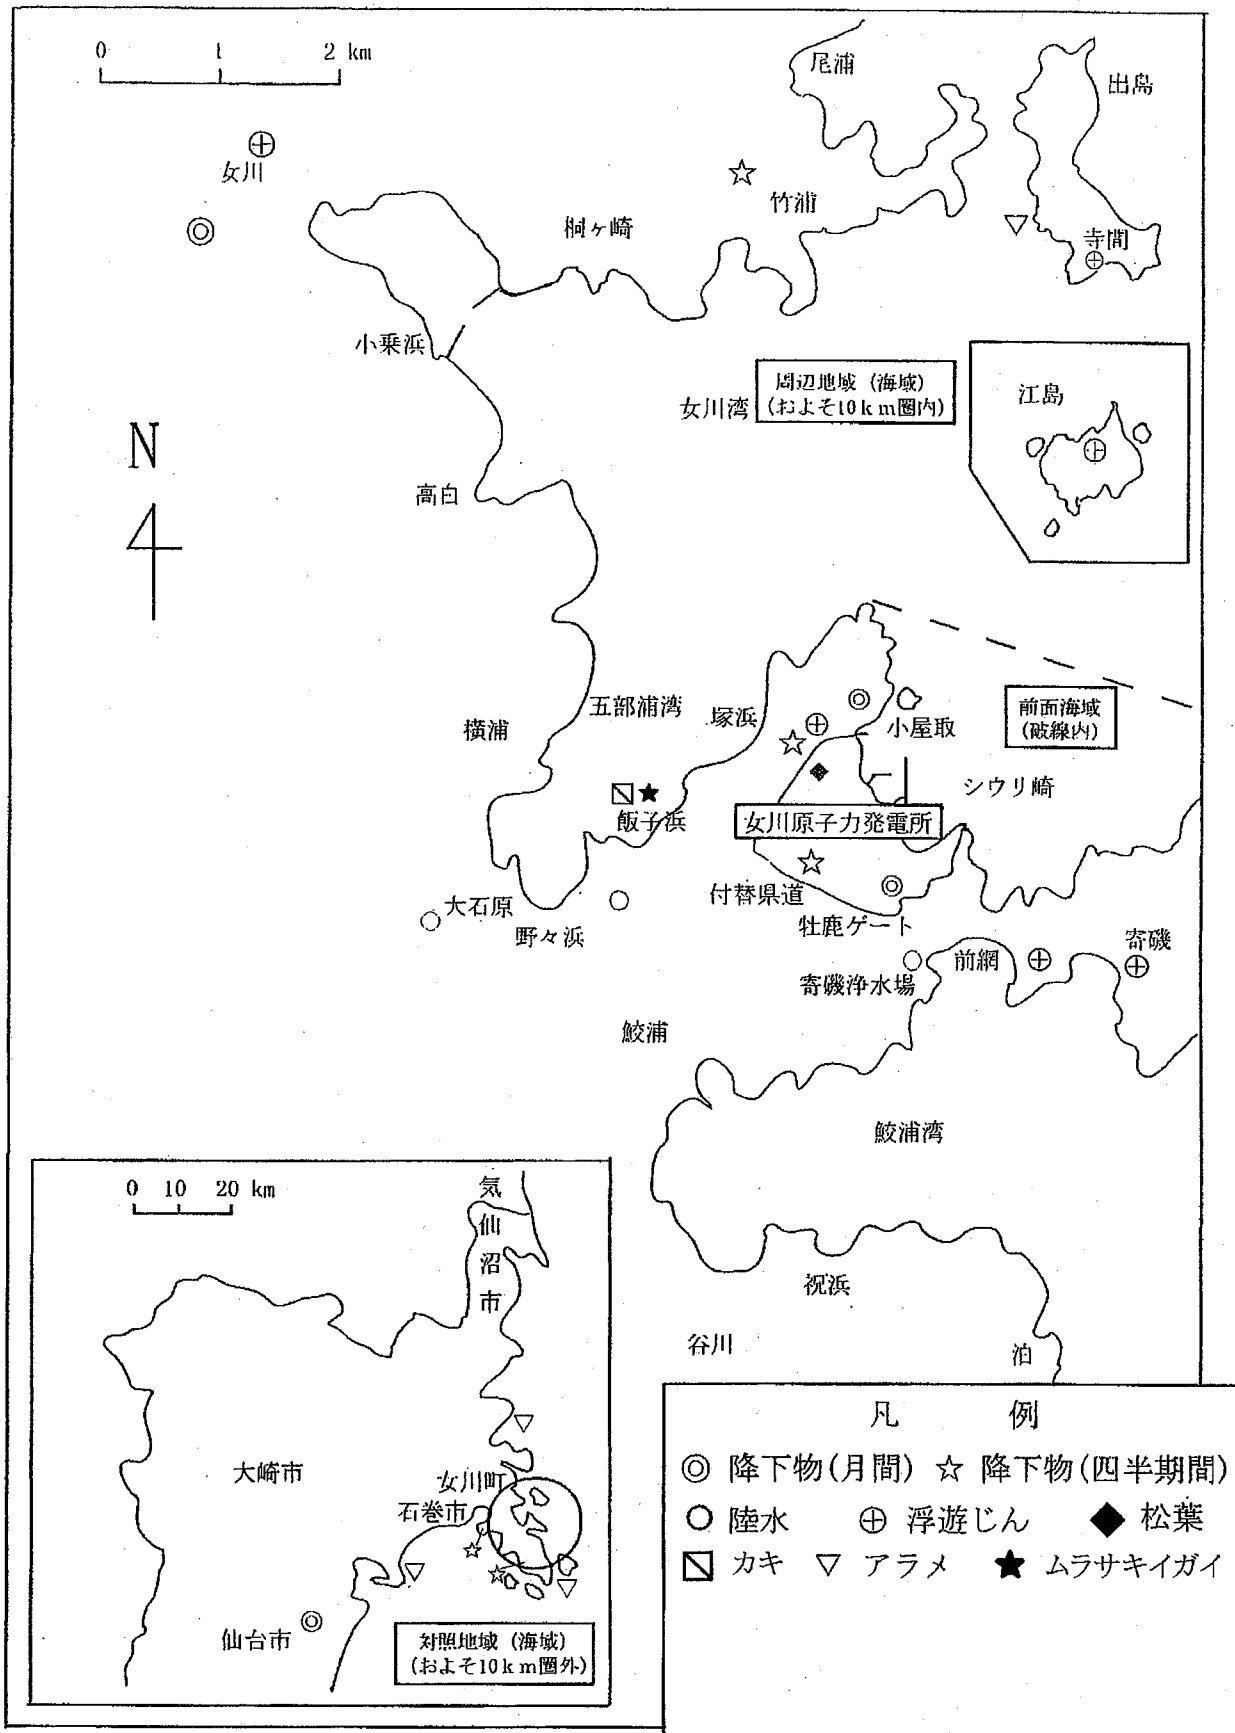 0 1 2 km
尾浦
出島
女川
竹浦
桐ヶ崎
寺間
小乗浜
周辺地域（海域）
(およそ10km圏内)
女川湾
江島
N
高白
五部浦湾
塚浜
横浦
小屋取
前面海域
(破線内)
シウリ崎
飯子浜
女川原子力発電所
付替県道
大石原
野々浜
牡鹿ゲート
前網
寄磯
寄磯浄水場
鮫浦
鮫浦湾
祝浜
谷川
泊
0 10 20 km
気仙沼市
大崎市
女川町
石巻市
仙台市
対照地域（海域）
(およそ10km圏外)
凡 例
◎ 降下物(月間) ☆ 降下物(四半期間)
○ 陸水 ⊕ 浮遊じん ◆ 松葉
カキ ▽ アラメ ★ ムラサキイガイ